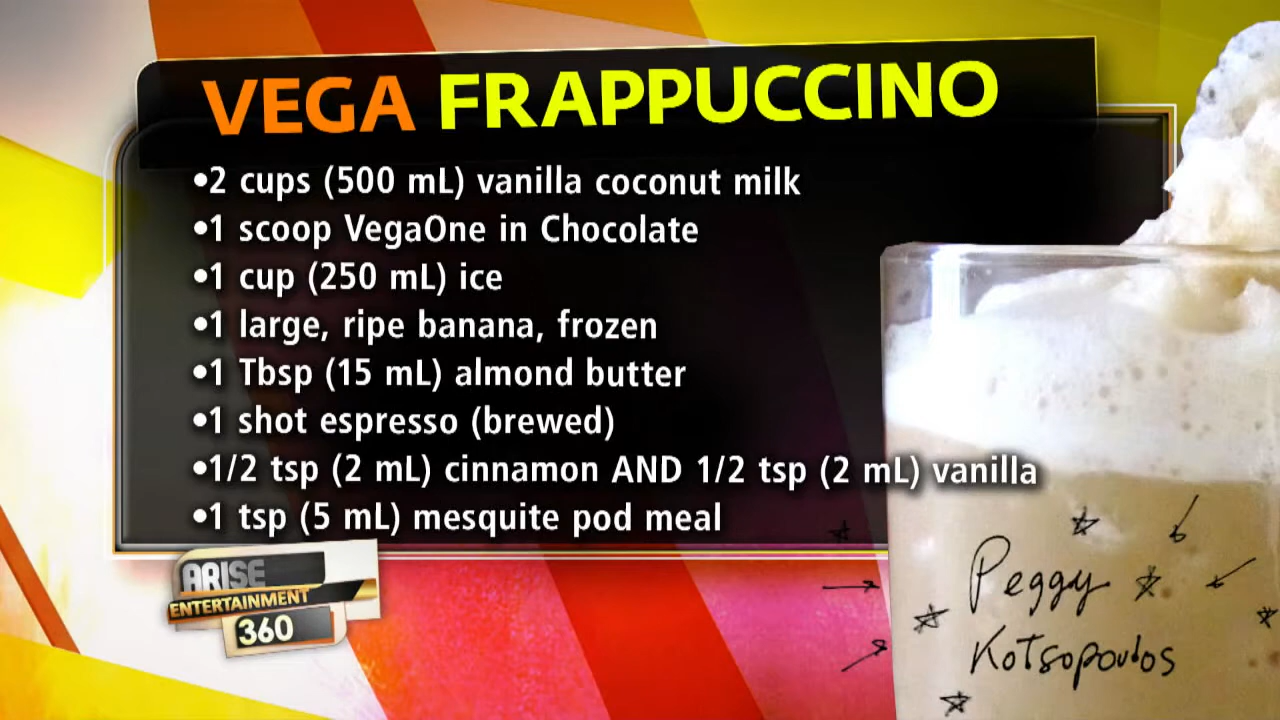 VEGA FRAPPUCCINO
•2 cups (500 mL) vanilla coconut milk
•1 scoop VegaOne in Chocolate
•1 cup (250 mL) ice
•1 large, ripe banana, frozen
•1 Tbsp (15 mL) almond butter
•1 shot espresso (brewed)
•1/2 tsp (2 mL) cinnamon AND 1/2 tsp (2 mL) vanilla
•1 tsp (5 mL) mesquite pod meal
ARISE
ENTERTAINMENT
360
Peggy
Kotsopoulos